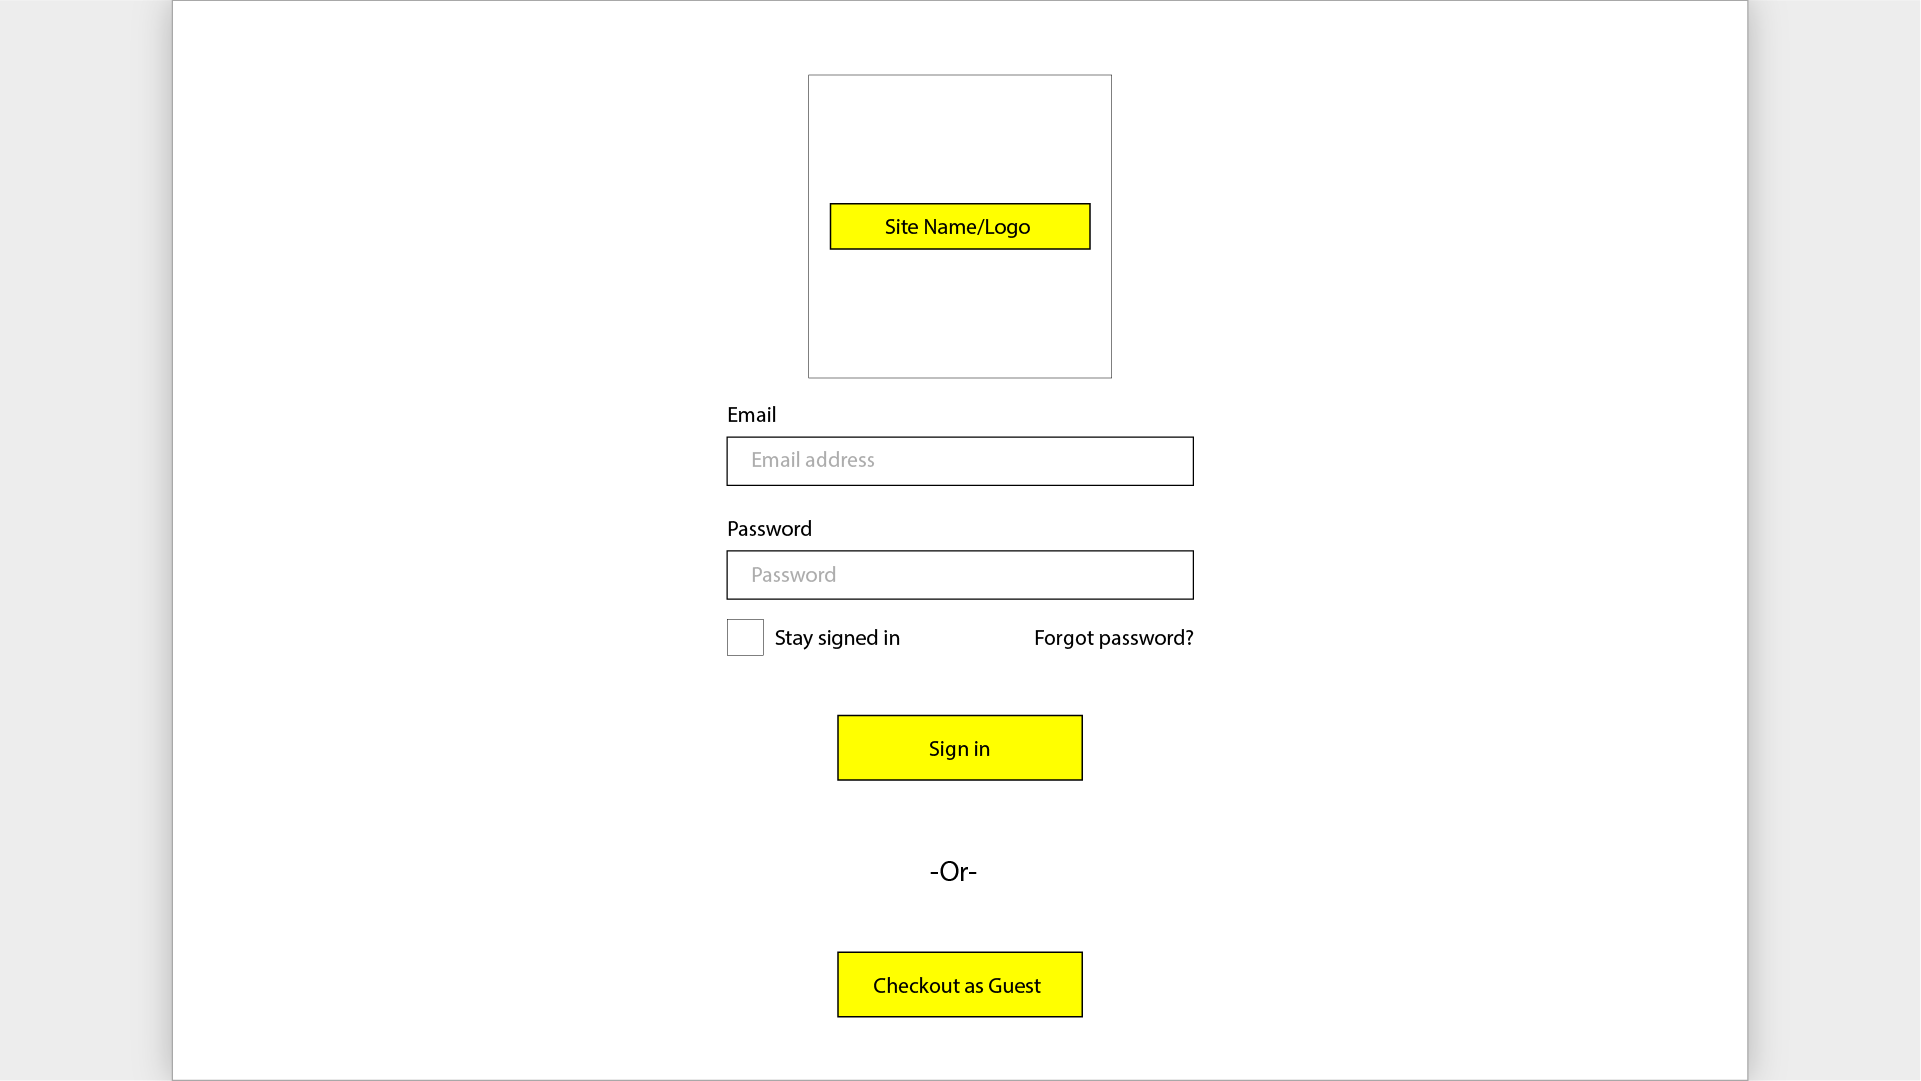 Site Name/Logo
Email
Email address
Password
Password
Stay signed in
Forgot password?
Sign in
-Or-
Checkout as Guest